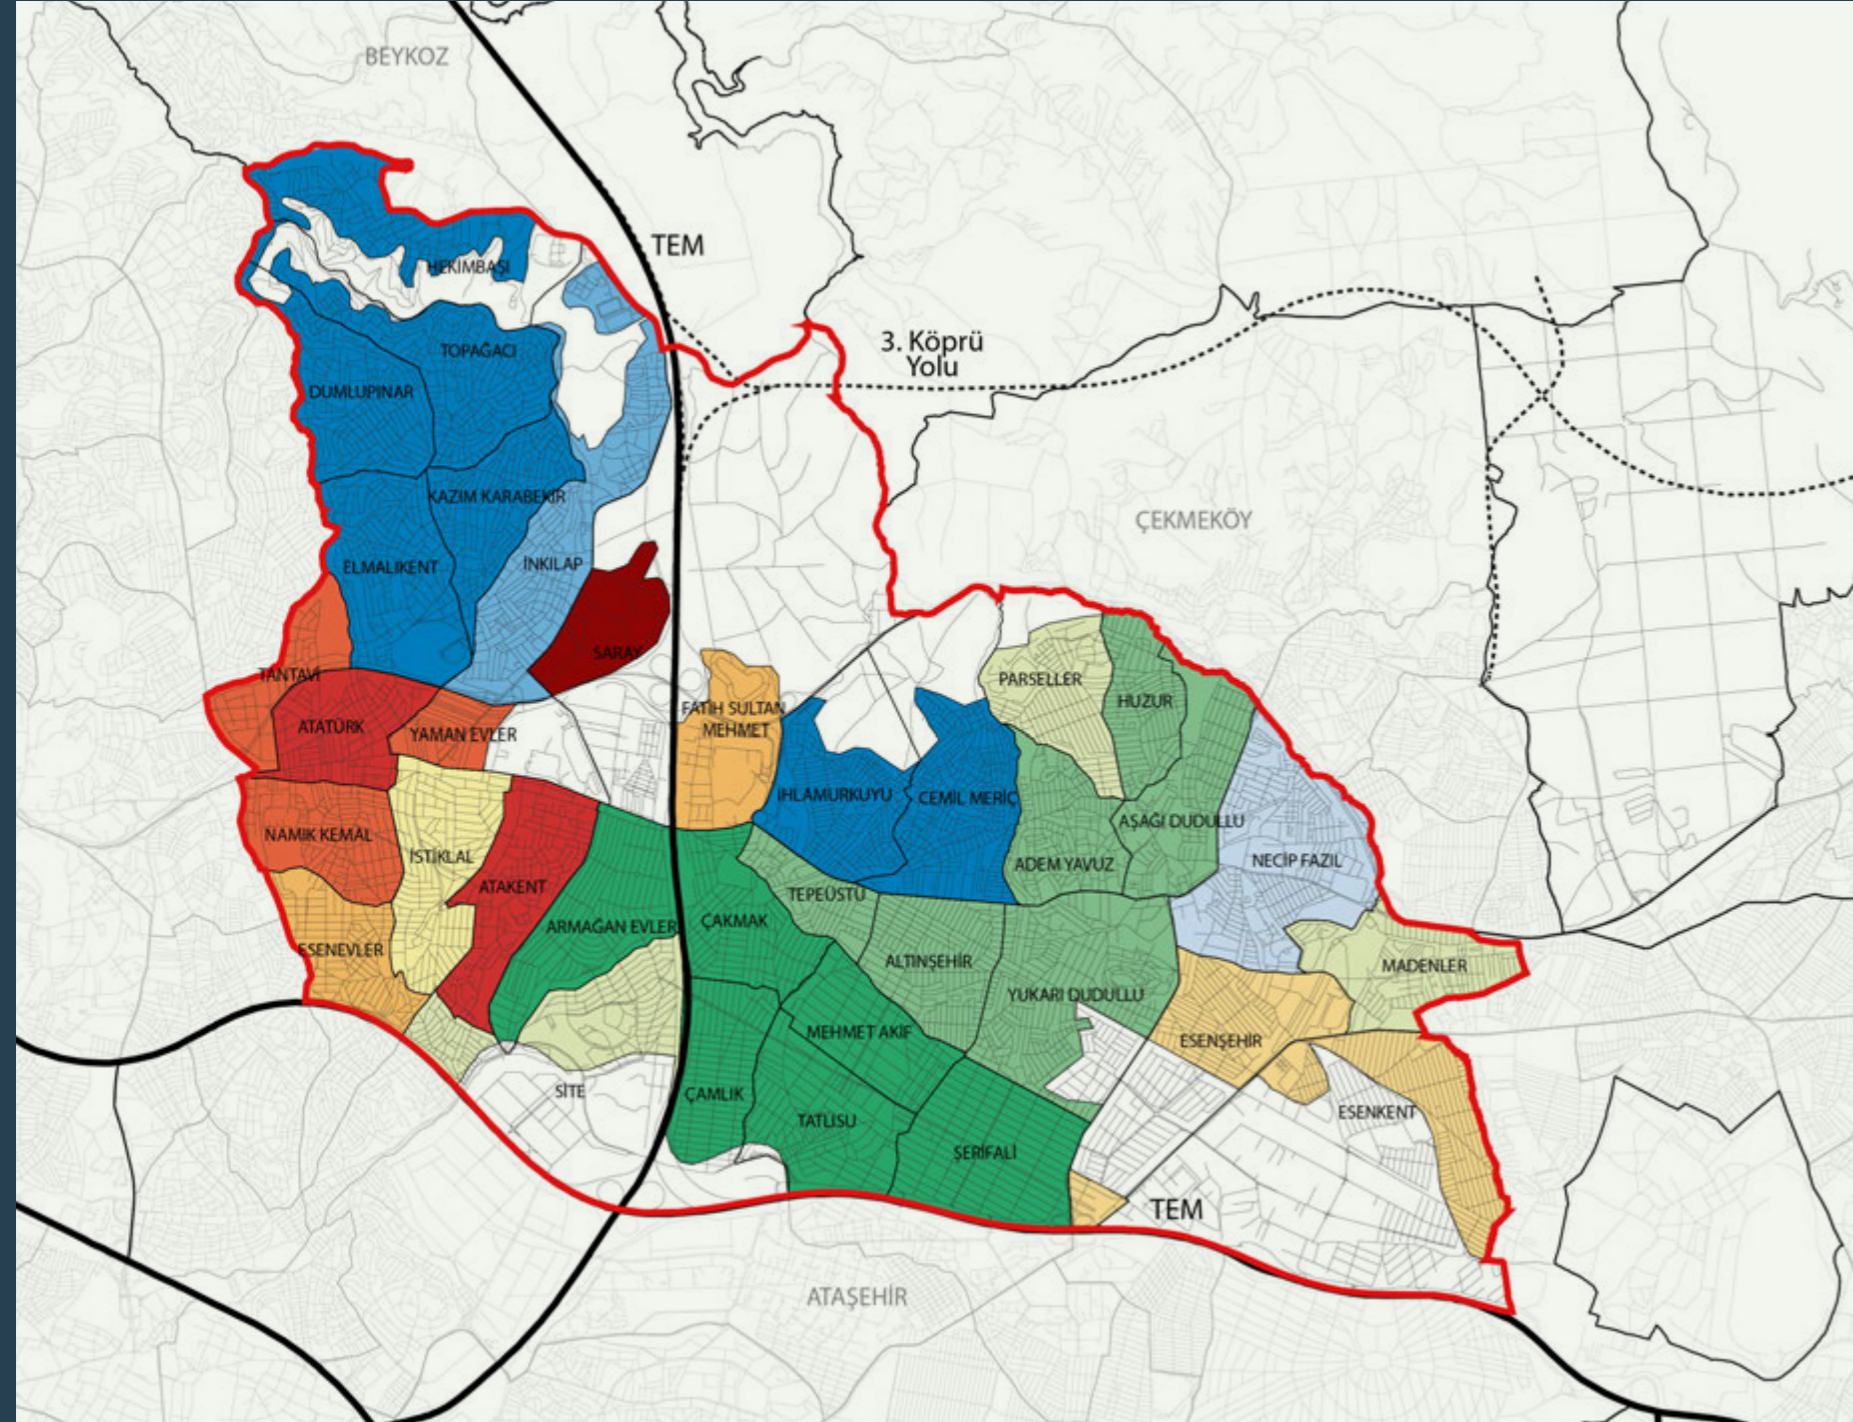 BEYKOZ
TEM
HEKİMBAŞI
3. Köprü
Yolu
TOPAĞACI
DUMLUPINAR
KAZIM KARABEKİR
ÇEKMEKÖY
ELMALIKENT
İNKILAP
SARAY
TANTAVİ
PARSELLER
HUZUR
FATİH SULTAN
MEHMET
ATATÜRK
YAMAN EVLER
IHLAMURKUYU
CEMİL MERİÇ
AŞAĞI DUDULLU
NAMIK KEMAL
İSTİKLAL
ADEM YAVUZ
NECİP FAZIL
ATAKENT
TEPEÜSTÜ
ARMAĞAN EVLER
ÇAKMAK
ESENEVLER
ALTINŞEHİR
MADENLER
YUKARI DUDULLU
MEHMET AKİF
ESENŞEHİR
SİTE
ÇAMLIK
ESENKENT
TATLISU
ŞERİFALİ
TEM
ATAŞEHİR